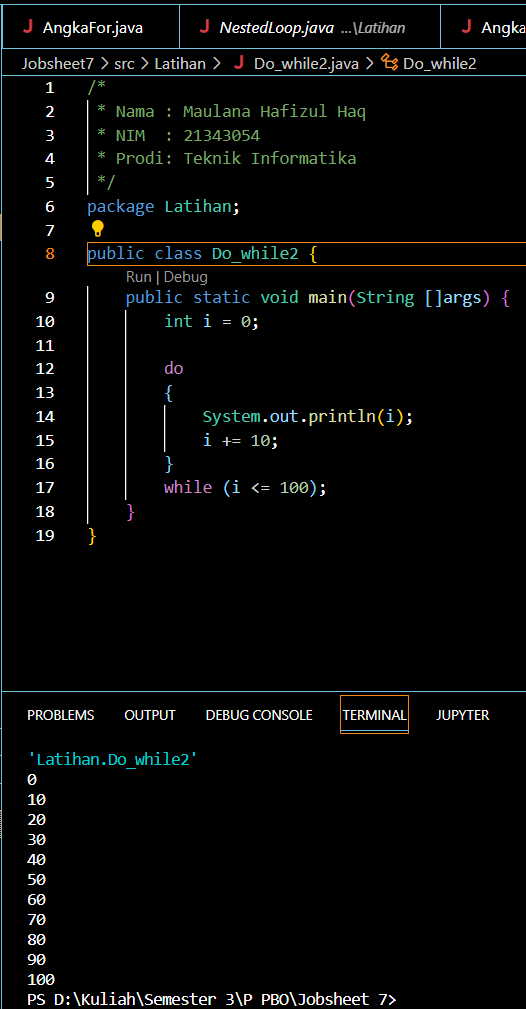 J AngkaFor.java J NestedLoop.java ...\Latihan J Angka
Jobsheet7 > src > Latihan > J Do_while2.java > Do_while2
1 /*
2  * Nama : Maulana Hafizul Haq
3  * NIM  : 21343054
4  * Prodi: Teknik Informatika
5  */
6 package Latihan;
7
8 public class Do_while2 {
Run | Debug
9     public static void main(String []args) {
10         int i = 0;
11
12         do
13         {
14             System.out.println(i);
15             i += 10;
16         }
17         while (i <= 100);
18     }
19 }
PROBLEMS OUTPUT DEBUG CONSOLE TERMINAL JUPYTER
'Latihan.Do_while2'
0
10
20
30
40
50
60
70
80
90
100
PS D:\Kuliah\Semester 3\P PBO\Jobsheet 7>